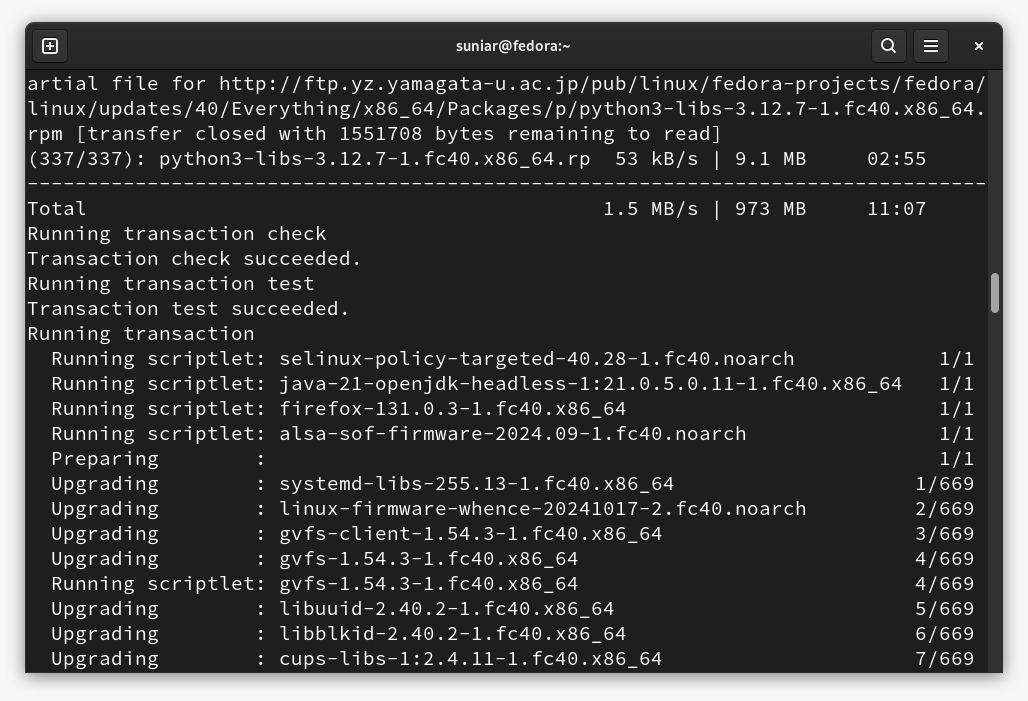 suniar@fedora:~
artial file for http://ftp.yz.yamagata-u.ac.jp/pub/linux/fedora-projects/fedora/
linux/updates/40/Everything/x86_64/Packages/p/python3-libs-3.12.7-1.fc40.x86_64.
rpm [transfer closed with 1551708 bytes remaining to read]
(337/337): python3-libs-3.12.7-1.fc40.x86_64.rp  53 kB/s | 9.1 MB     02:55
--------------------------------------------------------------------------------
Total                                           1.5 MB/s | 973 MB     11:07
Running transaction check
Transaction check succeeded.
Running transaction test
Transaction test succeeded.
Running transaction
  Running scriptlet: selinux-policy-targeted-40.28-1.fc40.noarch            1/1
  Running scriptlet: java-21-openjdk-headless-1:21.0.5.0.11-1.fc40.x86_64   1/1
  Running scriptlet: firefox-131.0.3-1.fc40.x86_64                          1/1
  Running scriptlet: alsa-sof-firmware-2024.09-1.fc40.noarch                1/1
  Preparing        :                                                        1/1
  Upgrading        : systemd-libs-255.13-1.fc40.x86_64                    1/669
  Upgrading        : linux-firmware-whence-20241017-2.fc40.noarch         2/669
  Upgrading        : gvfs-client-1.54.3-1.fc40.x86_64                     3/669
  Upgrading        : gvfs-1.54.3-1.fc40.x86_64                            4/669
  Running scriptlet: gvfs-1.54.3-1.fc40.x86_64                            4/669
  Upgrading        : libuuid-2.40.2-1.fc40.x86_64                         5/669
  Upgrading        : libblkid-2.40.2-1.fc40.x86_64                        6/669
  Upgrading        : cups-libs-1:2.4.11-1.fc40.x86_64                     7/669